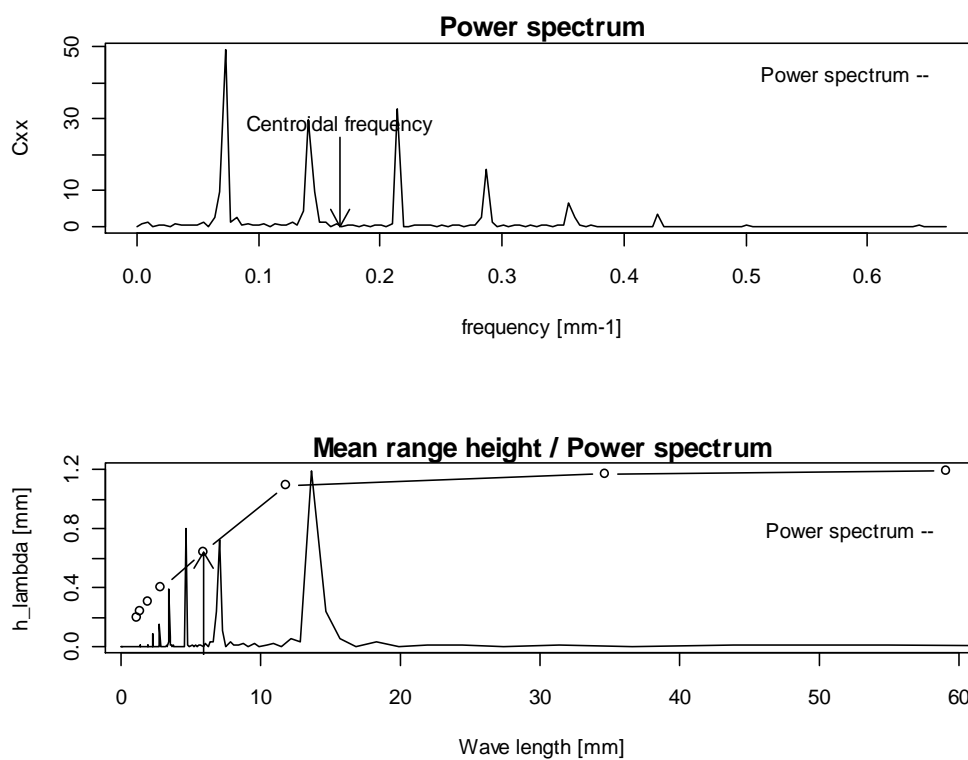 Power spectrum
50
30
10
0
Cxx
Power spectrum --
Centroidal frequency
0.0 0.1 0.2 0.3 0.4 0.5 0.6
frequency [mm-1]
Mean range height / Power spectrum
1.2
0.8
0.4
0.0
h_lambda [mm]
Power spectrum --
0 10 20 30 40 50 60
Wave length [mm]